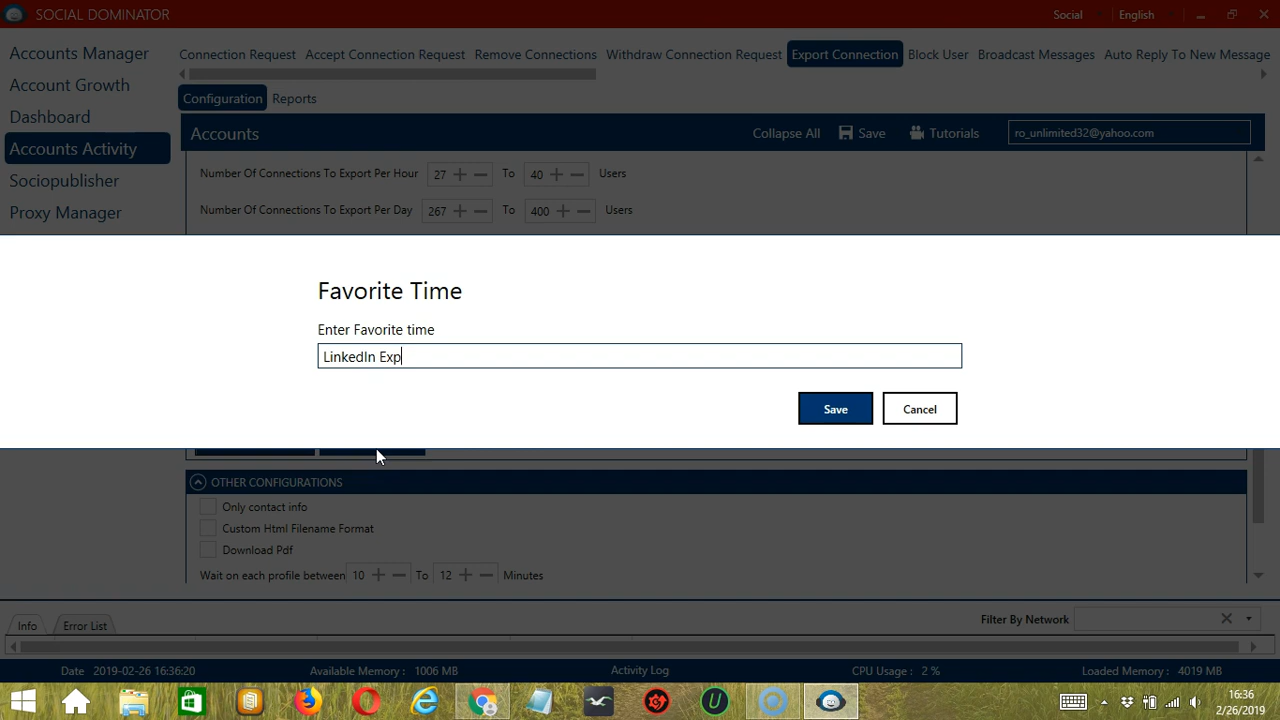 SOCIAL DOMINATOR
Social
English
Accounts Manager
Account Growth
Dashboard
Accounts Activity
Sociopublisher
Proxy Manager
Connection Request
Accept Connection Request
Remove Connections
Withdraw Connection Request
Export Connection
Block User
Broadcast Messages
Auto Reply To New Message
Configuration
Reports
Accounts
Collapse All
Save
Tutorials
ro_unlimited32@yahoo.com
Number Of Connections To Export Per Hour 27 To 40 Users
Number Of Connections To Export Per Day 267 To 400 Users
Favorite Time
Enter Favorite time
LinkedIn Exp
Save
Cancel
OTHER CONFIGURATIONS
Only contact info
Custom Html Filename Format
Download Pdf
Wait on each profile between 10 To 12 Minutes
Info
Error List
Filter By Network
Date 2019-02-26 16:36:20
Available Memory : 1006 MB
Activity Log
CPU Usage : 2 %
Loaded Memory : 4019 MB
16:36
2/26/2019